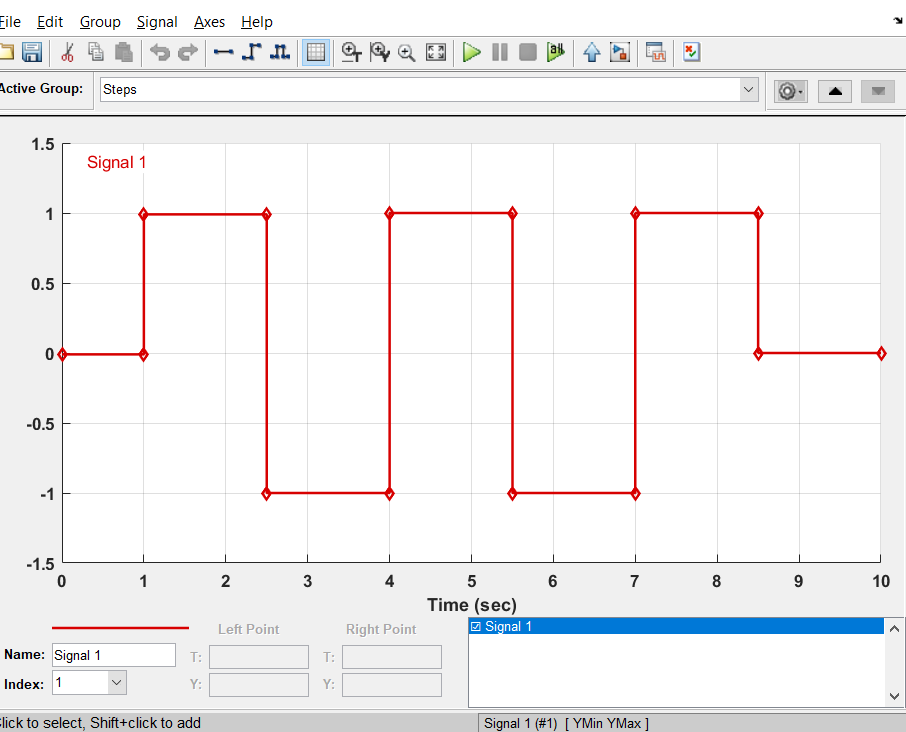 File Edit Group Signal Axes Help
all
Active Group: Steps
Signal 1
1.5
1
0.5
0
-0.5
-1
-1.5
0 1 2 3 4 5 6 7 8 9 10
Time (sec)
Left Point Right Point
Name: Signal 1 T: T:
Index: 1 Y: Y:
Signal 1
Click to select, Shift+click to add
Signal 1 (#1) [ YMin YMax ]